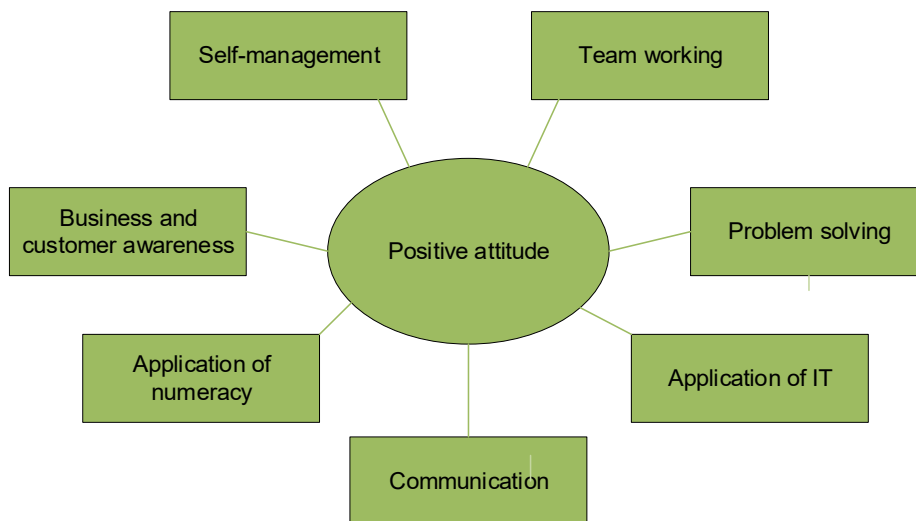 Self-management
Team working
Business and
customer awareness
Positive attitude
Problem solving
Application of
numeracy
Application of IT
Communication